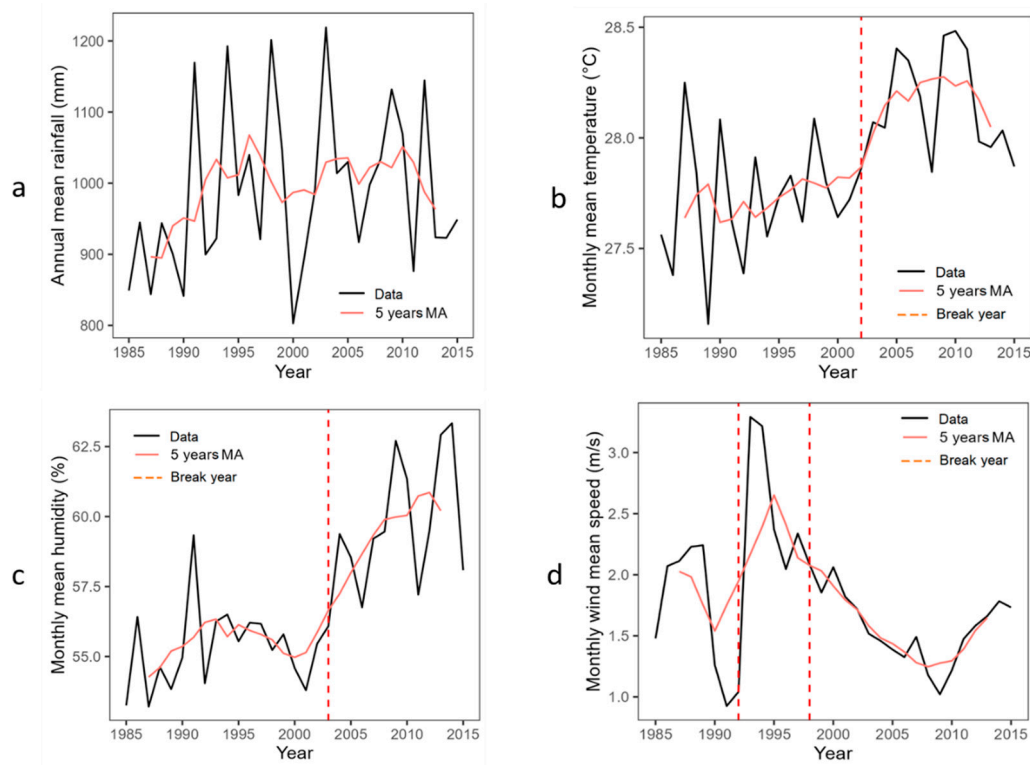 a
Annual mean rainfall (mm)
1200
1100
1000
900
800
Data
5 years MA
1985 1990 1995 2000 2005 2010 2015
Year
b
Monthly mean temperature (°C)
28.5
28.0
27.5
Data
5 years MA
Break year
1985 1990 1995 2000 2005 2010 2015
Year
c
Monthly mean humidity (%)
62.5
60.0
57.5
55.0
Data
5 years MA
Break year
1985 1990 1995 2000 2005 2010 2015
Year
d
Monthly wind mean speed (m/s)
3.0
2.5
2.0
1.5
1.0
Data
5 years MA
Break year
1985 1990 1995 2000 2005 2010 2015
Year